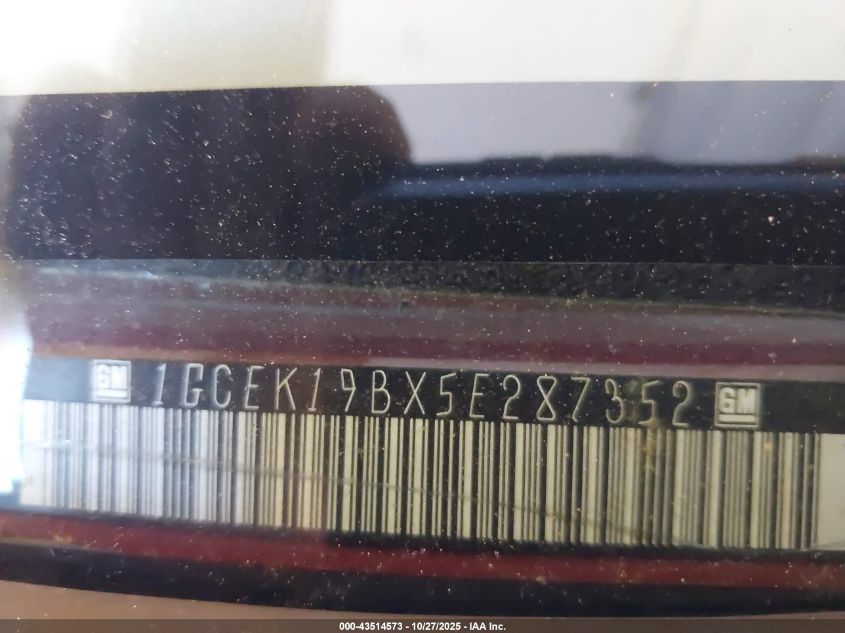 GM 1GCEK19BX5E287352 GM
000-43514573 | 10/27/2025 - IAA Inc.